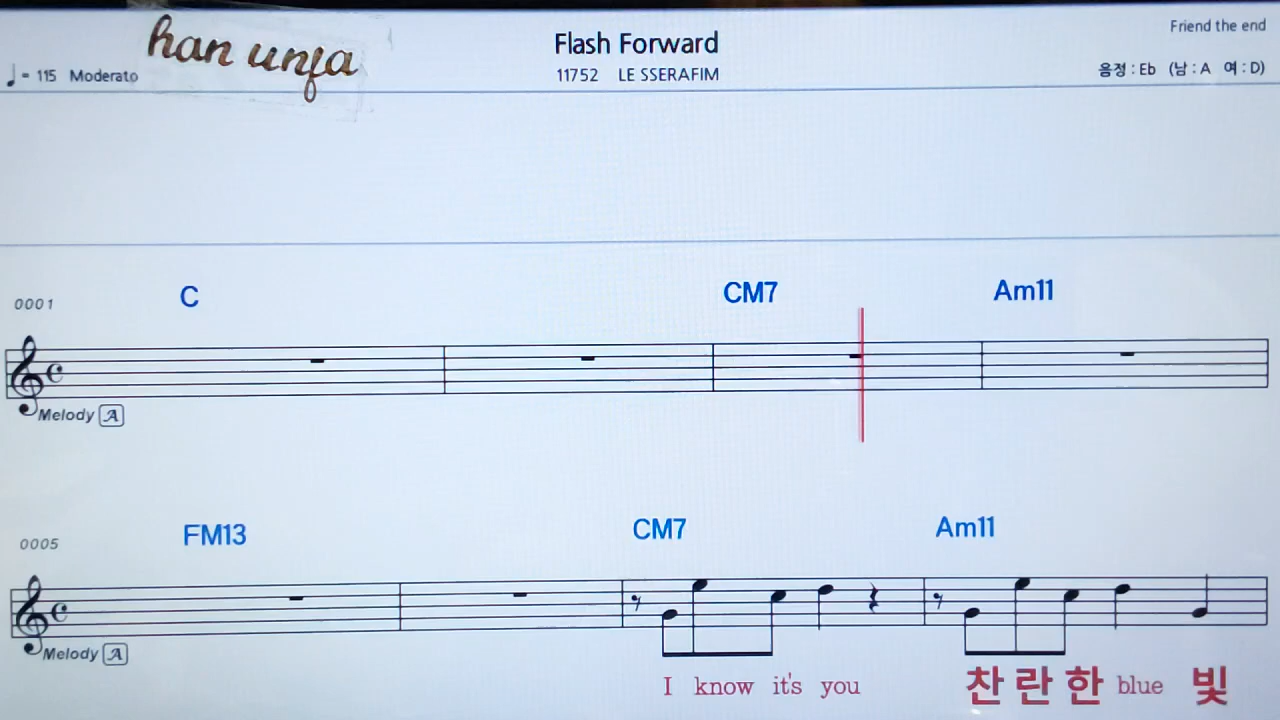 han unfa
Flash Forward
Friend the end
♩= 115 Moderato
11752 LE SSERAFIM
음정 : Eb (남 : A 여 : D)
C CM7 Am11
0001
Melody A
FM13 CM7 Am11
0005
Melody A
I know it's you 찬 란 한 blue 빛